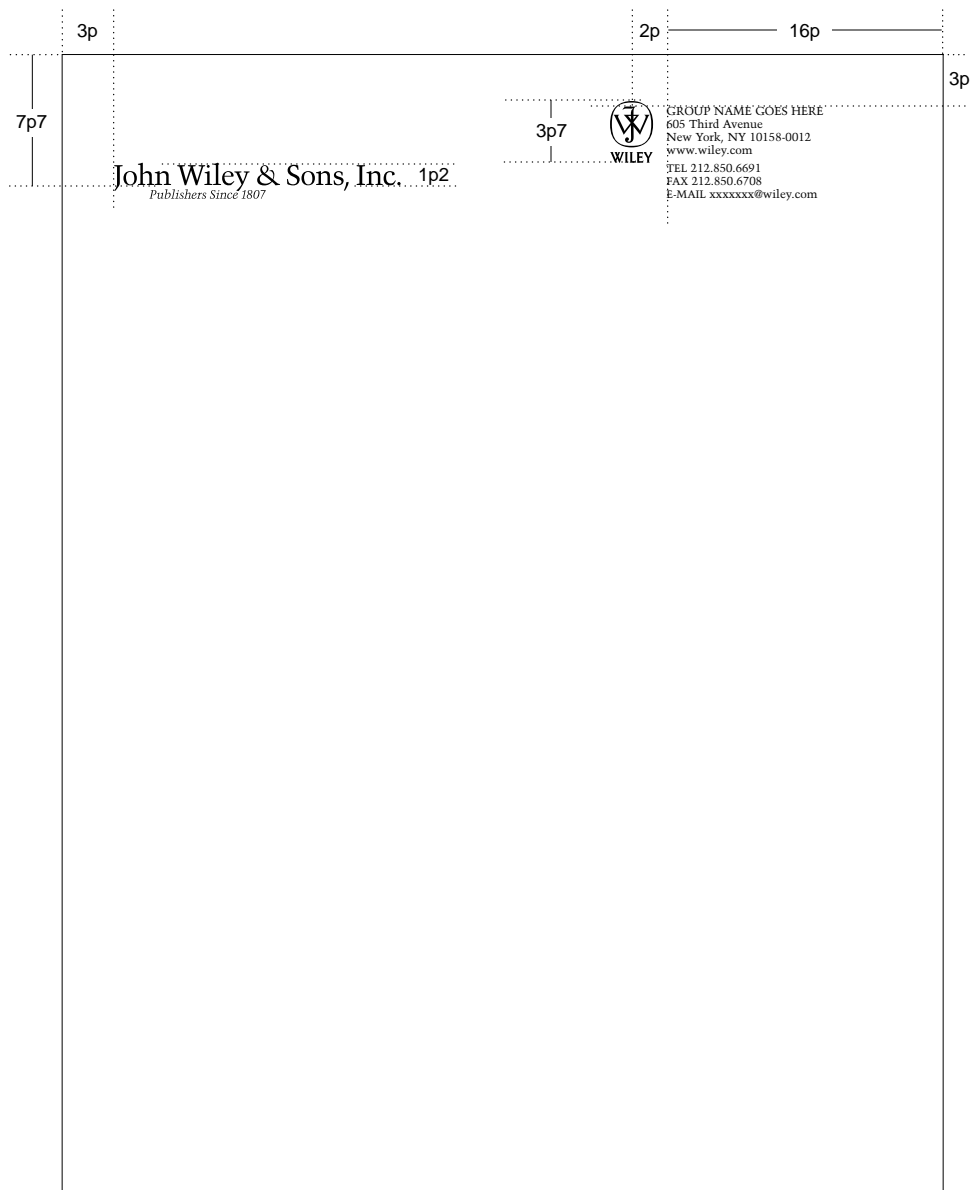 3p
2p
16p
3p
7p7
3p7
GROUP NAME GOES HERE
605 Third Avenue
New York, NY 10158-0012
www.wiley.com
WILEY
John Wiley & Sons, Inc.
1p2
Publishers Since 1807
TEL 212.850.6691
FAX 212.850.6708
E-MAIL xxxxxxx@wiley.com